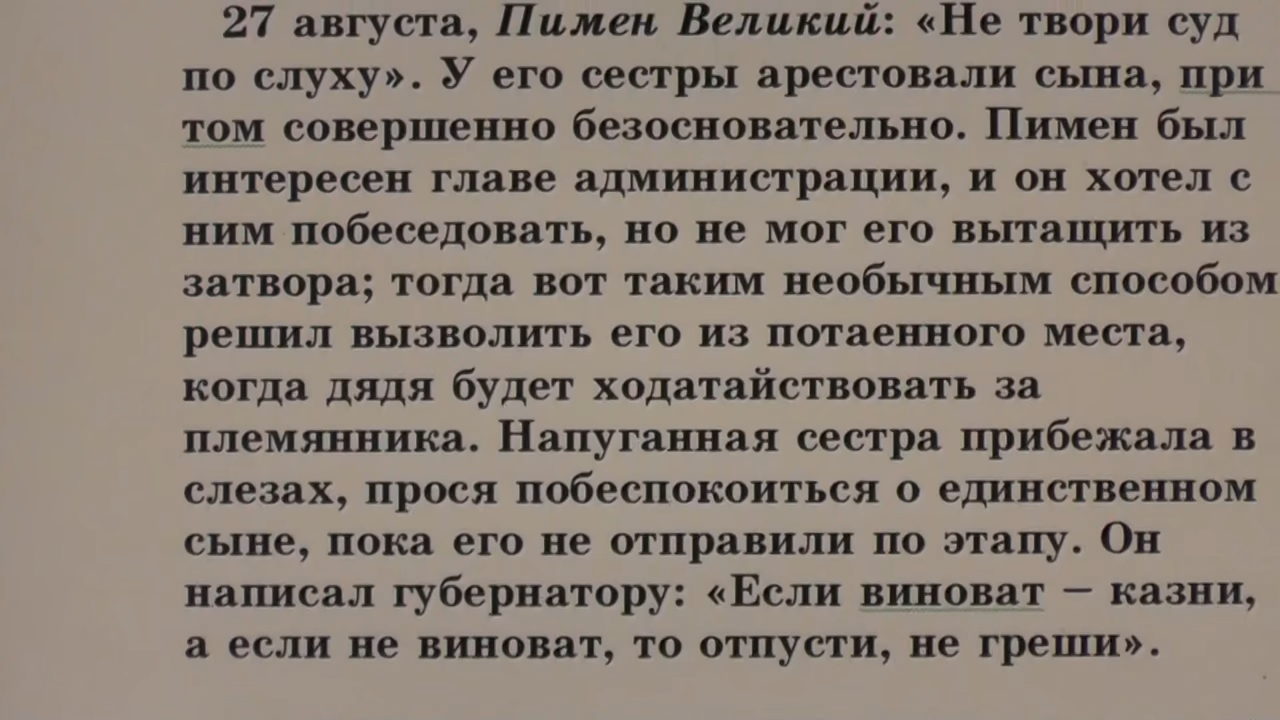 27 августа, Пимен Великий: «Не твори суд
по слуху». У его сестры арестовали сына, при
том совершенно безосновательно. Пимен был
интересен главе администрации, и он хотел с
ним побеседовать, но не мог его вытащить из
затвора; тогда вот таким необычным способом
решил вызволить его из потаенного места,
когда дядя будет ходатайствовать за
племянника. Напуганная сестра прибежала в
слезах, прося побеспокоиться о единственном
сыне, пока его не отправили по этапу. Он
написал губернатору: «Если виноват – казни,
а если не виноват, то отпусти, не греши».